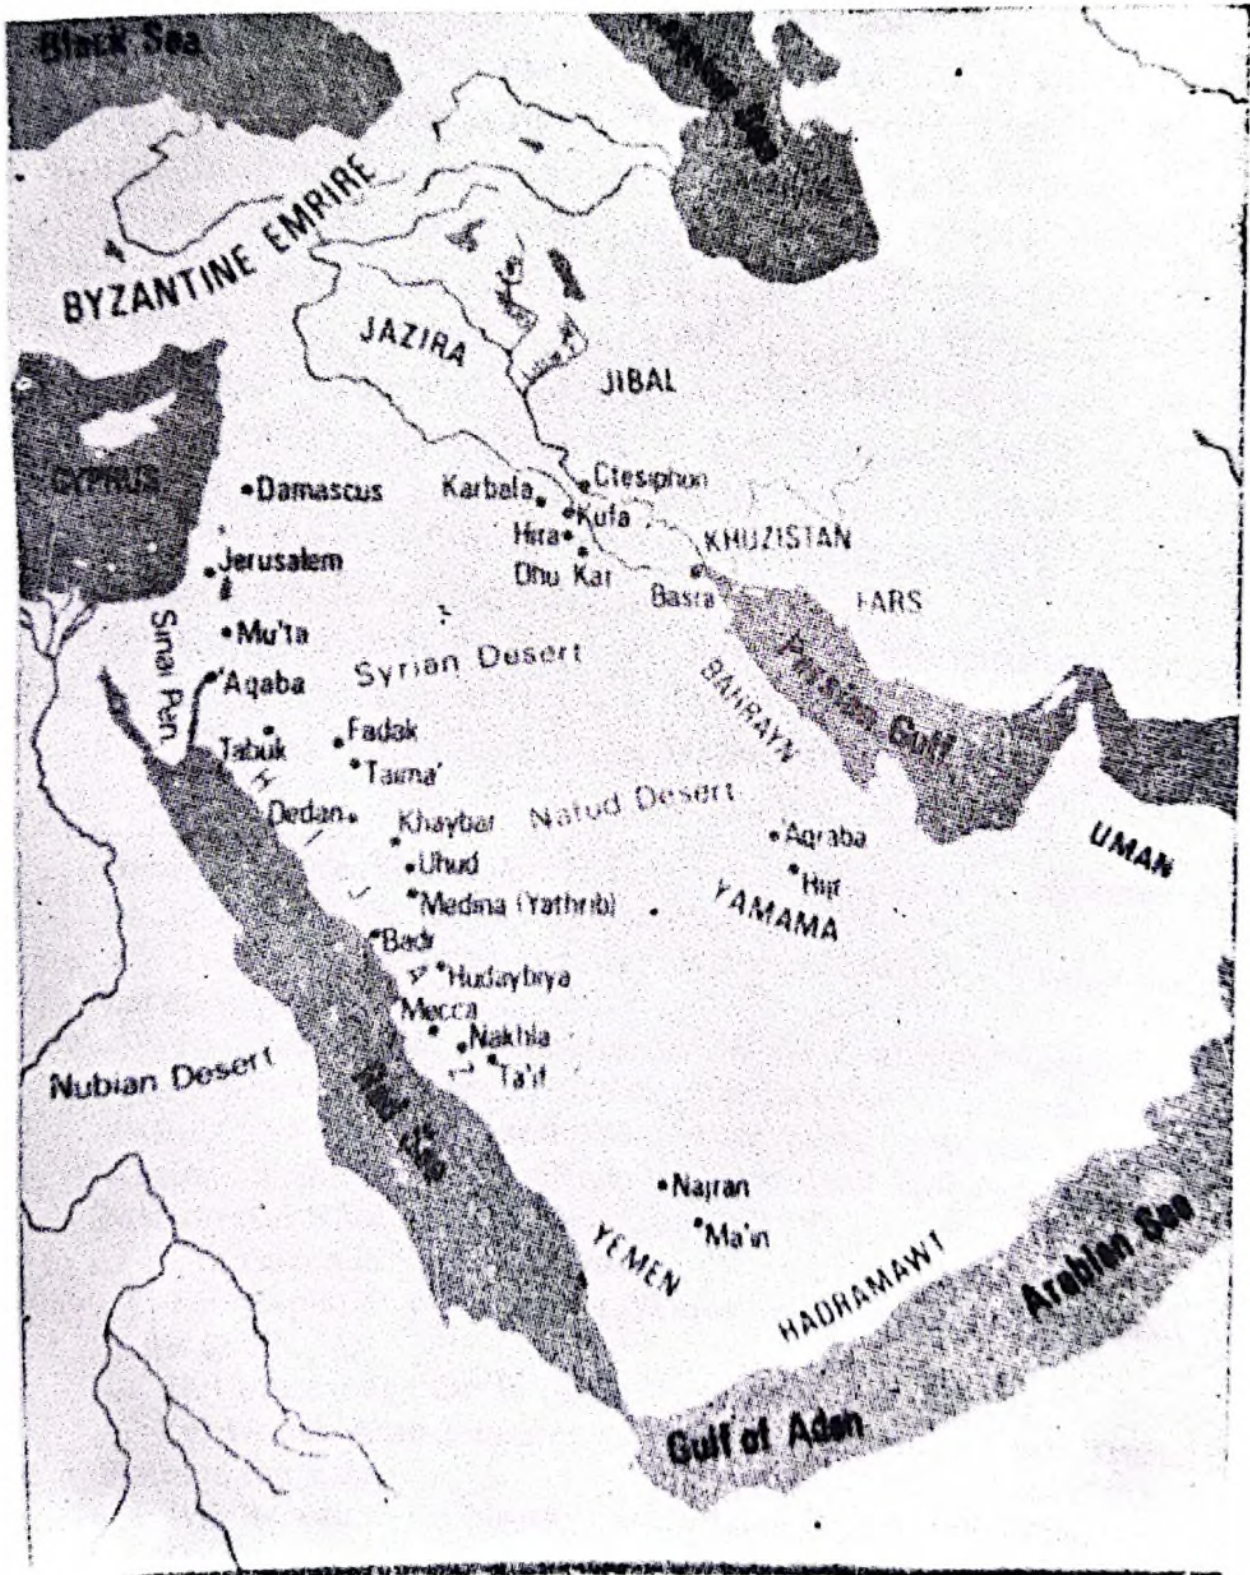 Black Sea
BYZANTINE EMRIRE
JAZIRA
JIBAL
CYPRUS
Damascus
Karbala
Ctesiphon
Kufa
Hira
Dhu Kar
KHUZISTAN
Jerusalem
Basra
FARS
Sinai Pen.
Mu'ta
Syrian Desert
'Aqaba
BAHRAYN
Persian Gulf
Tabuk
Fadak
Taima'
H I J A Z
Dedan
Khaybar
Nafud Desert
'Aqraba
UMAN
Uhud
Hijr
Medina (Yathrib)
YAMAMA
Badr
Hudaybiya
Mecca
Nakhla
Ta'if
Nubian Desert
Red Sea
Najran
Ma'in
YEMEN
HADRAMAWT
Arabian Sea
Gulf of Aden